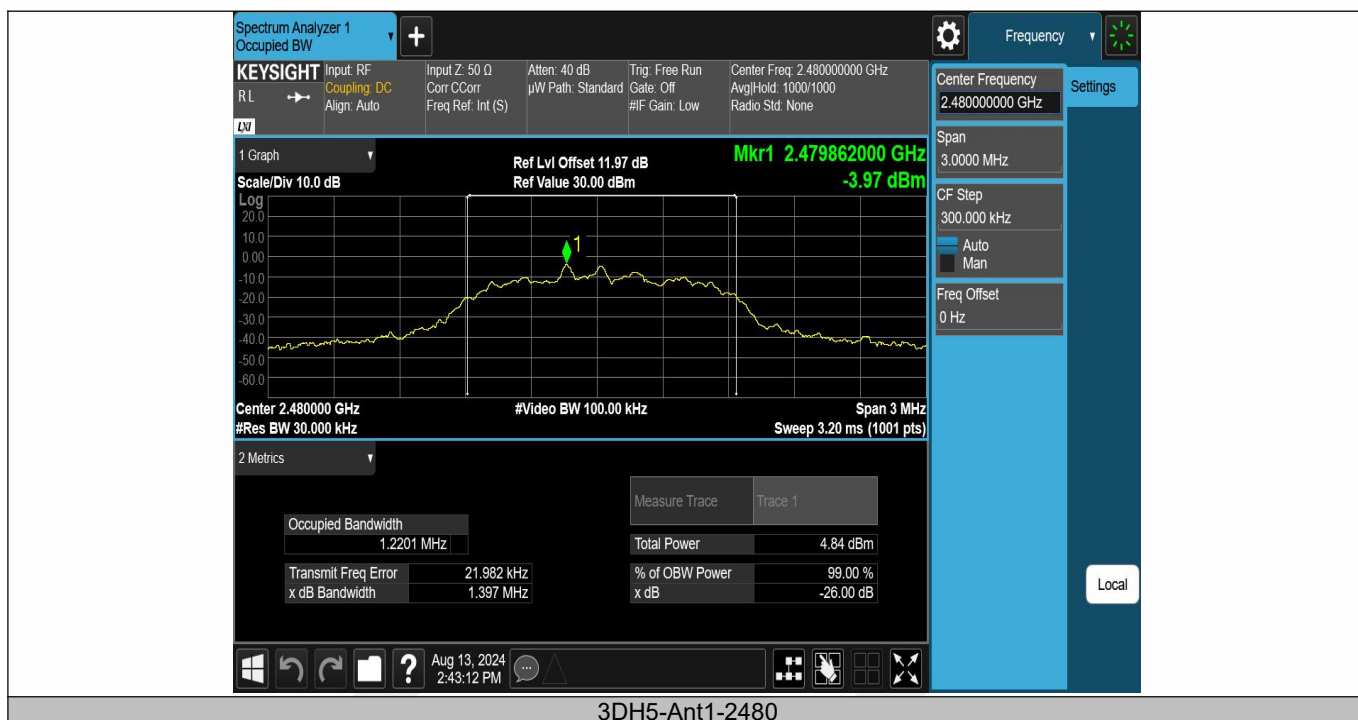 Spectrum Analyzer 1
Occupied BW
+
Frequency
KEYSIGHT
R L
LXI
Input: RF
Coupling: DC
Align: Auto
Input Z: 50 Ω
Corr CCorr
Freq Ref: Int (S)
Atten: 40 dB
µW Path: Standard
Trig: Free Run
Gate: Off
#IF Gain: Low
Center Freq: 2.480000000 GHz
Avg|Hold: 1000/1000
Radio Std: None
Center Frequency
2.480000000 GHz
Settings
Span
3.0000 MHz
CF Step
300.000 kHz
Auto
Man
Freq Offset
0 Hz
Local
1 Graph
Scale/Div 10.0 dB
Ref Lvl Offset 11.97 dB
Ref Value 30.00 dBm
Mkr1 2.479862000 GHz
-3.97 dBm
Log
20.0
10.0
0.00
-10.0
-20.0
-30.0
-40.0
-50.0
-60.0
1
Center 2.480000 GHz
#Video BW 100.00 kHz
Span 3 MHz
#Res BW 30.000 kHz
Sweep 3.20 ms (1001 pts)
2 Metrics
Measure Trace Trace 1
Occupied Bandwidth
1.2201 MHz
Total Power 4.84 dBm
Transmit Freq Error 21.982 kHz
% of OBW Power 99.00 %
x dB Bandwidth 1.397 MHz
x dB -26.00 dB
?
Aug 13, 2024
2:43:12 PM
3DH5-Ant1-2480